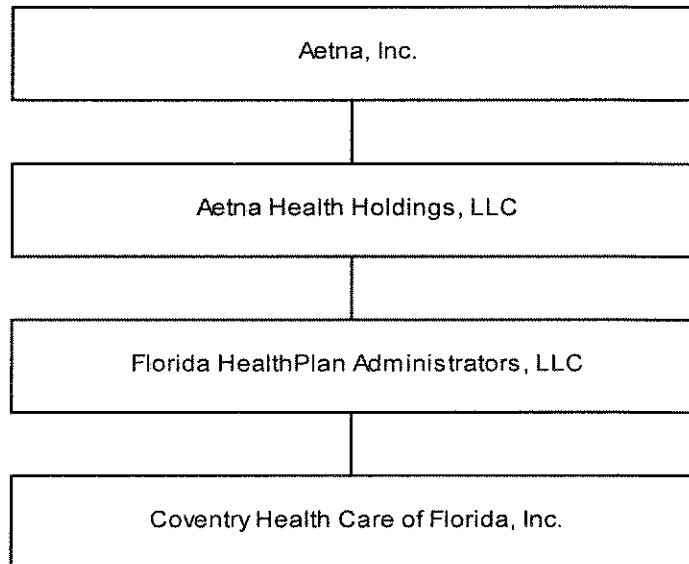 Aetna, Inc.
Aetna Health Holdings, LLC
Florida HealthPlan Administrators, LLC
Coventry Health Care of Florida, Inc.